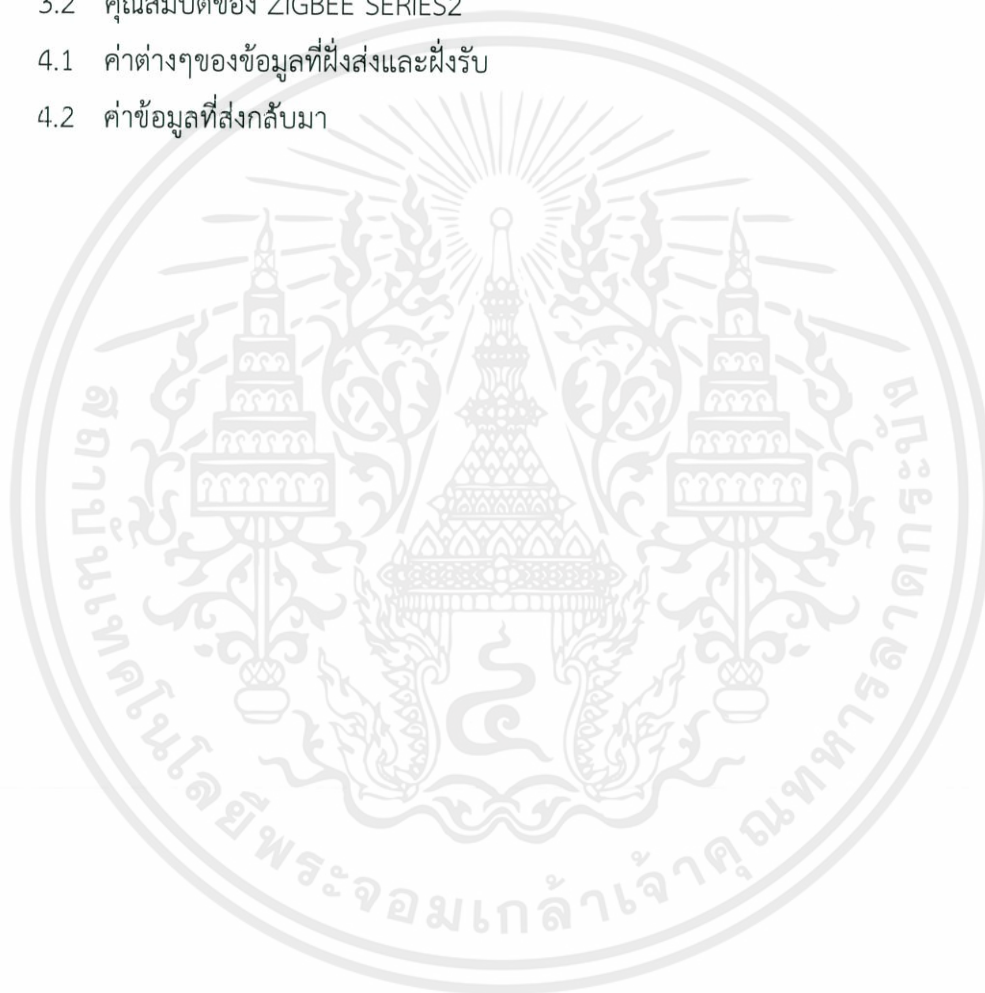 3.2 คุณสมบัติของ ZIGBEE SERIES2
4.1 ค่าต่างๆของข้อมูลที่ฝั่งส่งและฝั่งรับ
4.2 ค่าข้อมูลที่ส่งกลับมา
สถาบันเทคโนโลยีพระจอมเกล้าเจ้าคุณทหารลาดกระบัง
๔